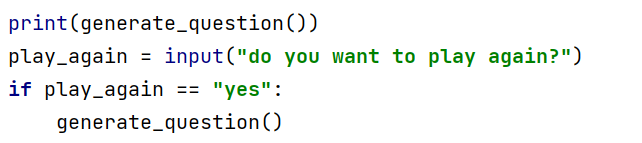 print(generate_question())
play_again = input("do you want to play again?")
if play_again == "yes":
    generate_question()